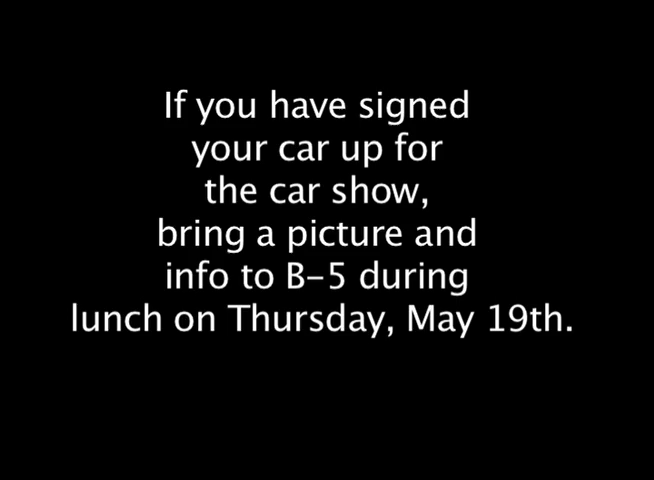 If you have signed
your car up for
the car show,
bring a picture and
info to B-5 during
lunch on Thursday, May 19th.